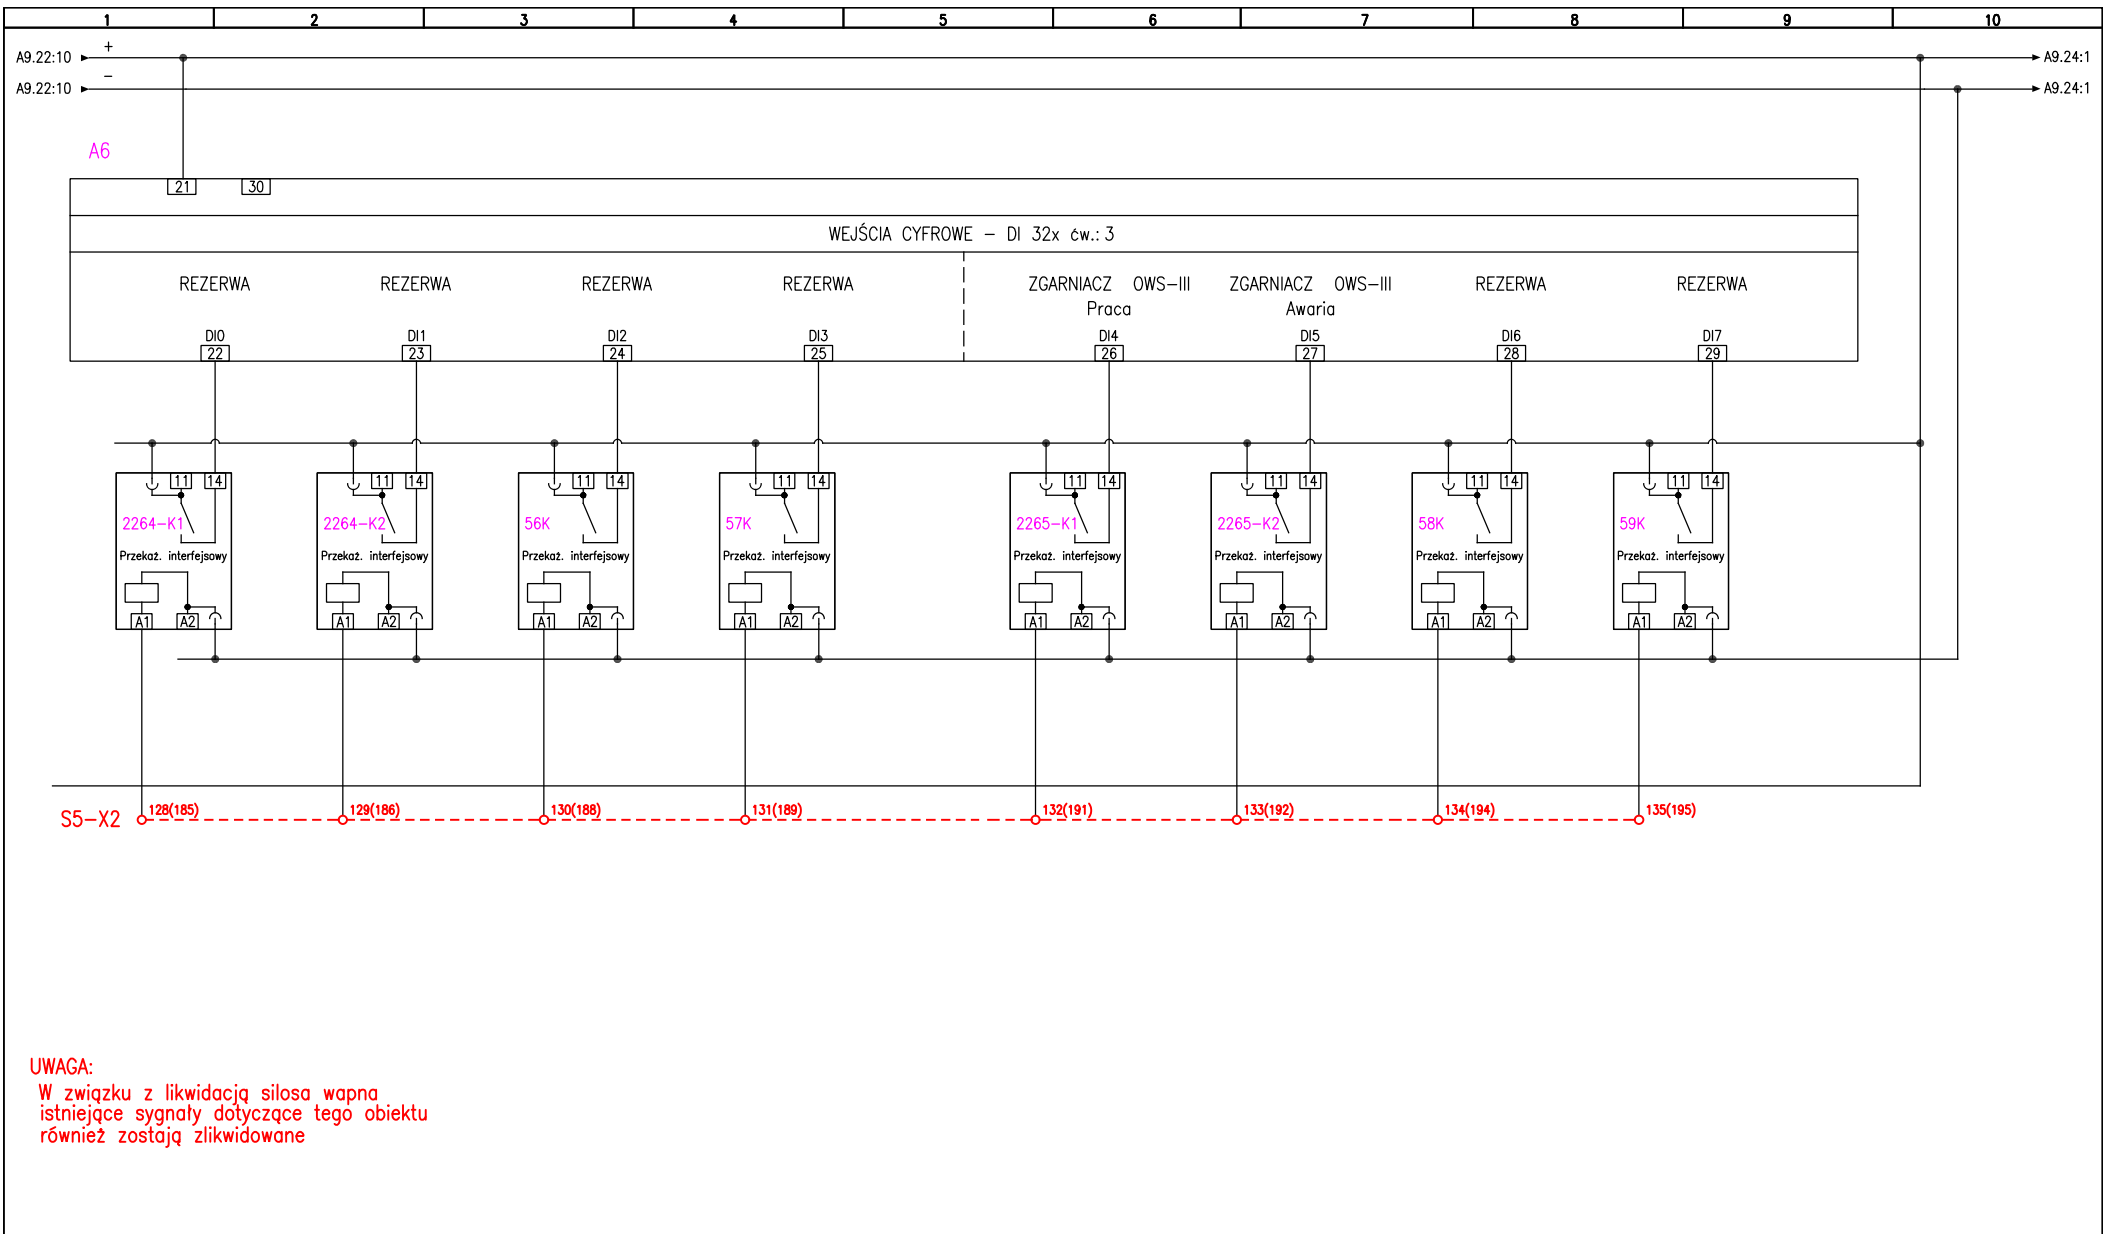 1 2 3 4 5 6 7 8 9 10
+
A9.22:10 A9.24:1
−
A9.22:10 A9.24:1
A6
21 30
WEJŚCIA CYFROWE − DI 32x ćw.: 3
REZERWA REZERWA REZERWA REZERWA ZGARNIACZ OWS−III ZGARNIACZ OWS−III REZERWA REZERWA
Praca Awaria
DI0 DI1 DI2 DI3 DI4 DI5 DI6 DI7
22 23 24 25 26 27 28 29
11 14 11 14 11 14 11 14 11 14 11 14 11 14 11 14
2264−K1 2264−K2 56K 57K 2265−K1 2265−K2 58K 59K
Przekaź. interfejsowy Przekaź. interfejsowy Przekaź. interfejsowy Przekaź. interfejsowy Przekaź. interfejsowy Przekaź. interfejsowy Przekaź. interfejsowy Przekaź. interfejsowy
A1 A2 A1 A2 A1 A2 A1 A2 A1 A2 A1 A2 A1 A2 A1 A2
S5−X2 128(185) 129(186) 130(188) 131(189) 132(191) 133(192) 134(194) 135(195)
UWAGA:
W związku z likwidacją silosa wapna
istniejące sygnały dotyczące tego obiektu
również zostają zlikwidowane